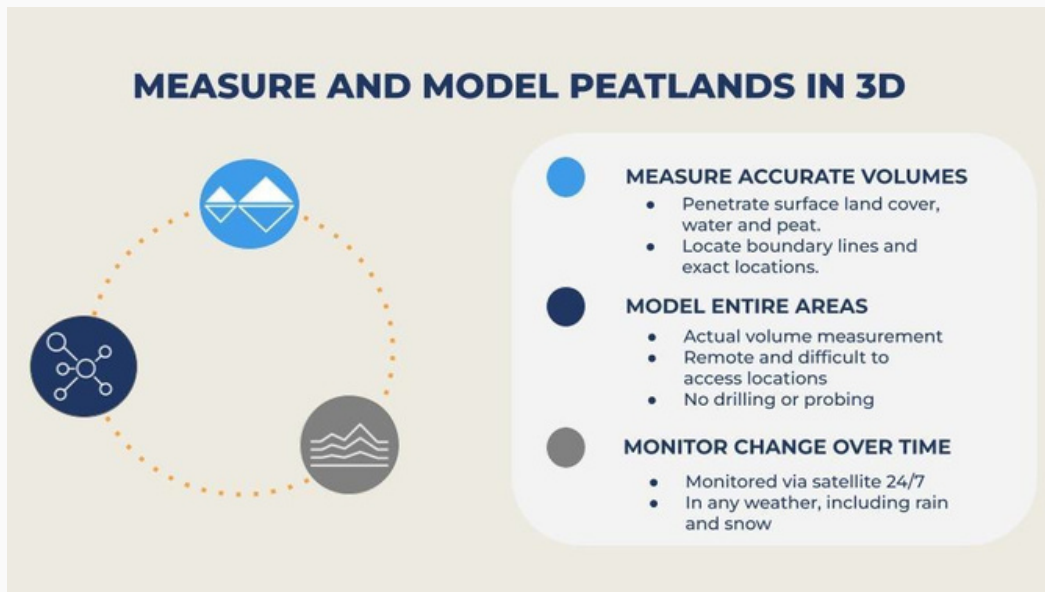 MEASURE AND MODEL PEATLANDS IN 3D
MEASURE ACCURATE VOLUMES
● Penetrate surface land cover,
water and peat.
● Locate boundary lines and
exact locations.
MODEL ENTIRE AREAS
● Actual volume measurement
● Remote and difficult to
access locations
● No drilling or probing
MONITOR CHANGE OVER TIME
● Monitored via satellite 24/7
● In any weather, including rain
and snow